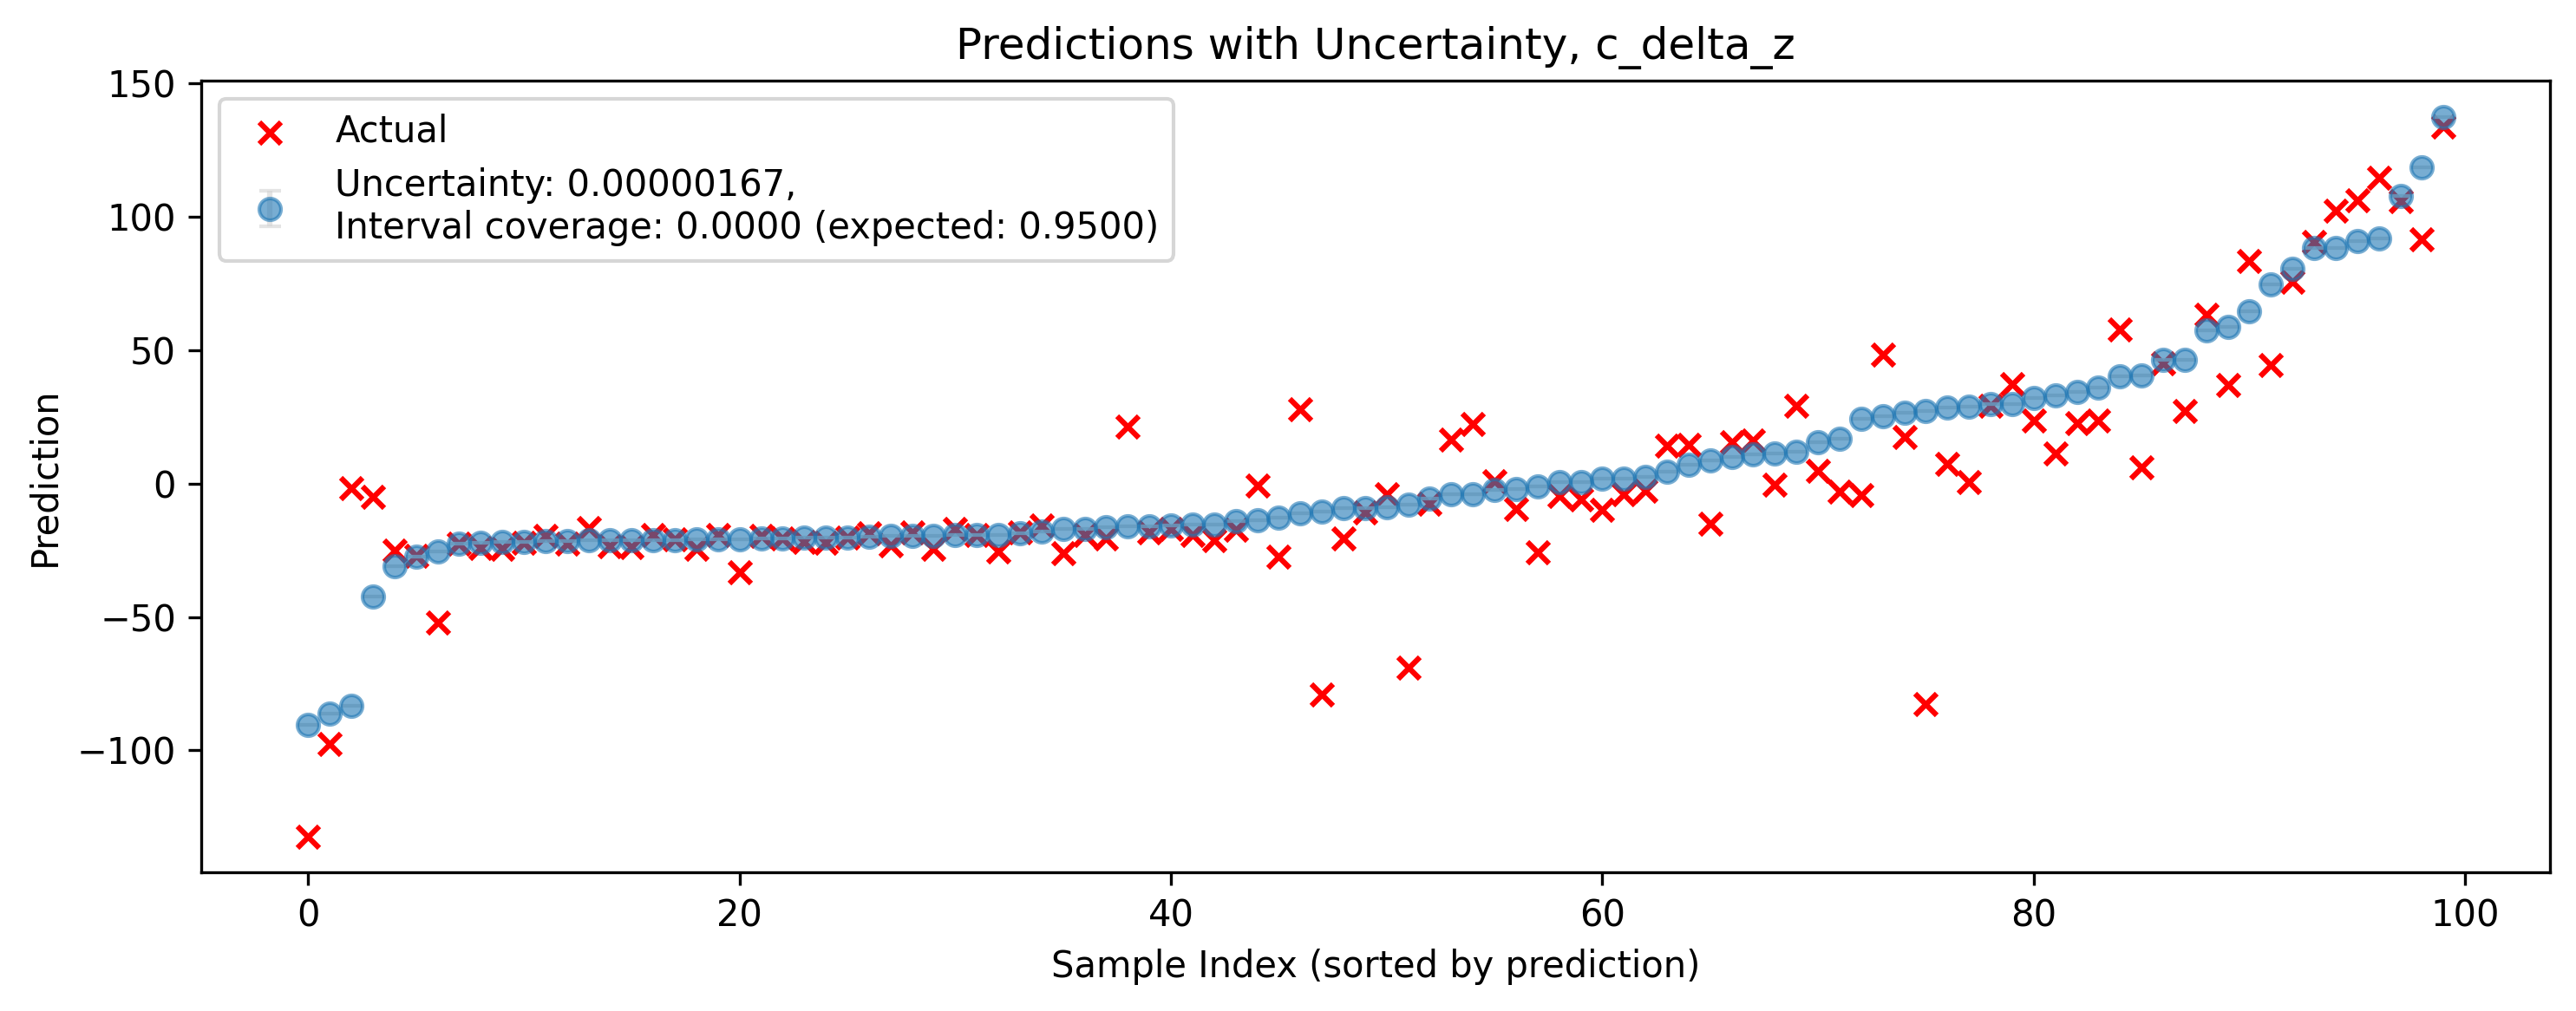 Predictions with Uncertainty, c_delta_z
Actual
Uncertainty: 0.00000167,
Interval coverage: 0.0000 (expected: 0.9500)
Prediction
150
100
50
0
−50
−100
0
20
40
60
80
100
Sample Index (sorted by prediction)